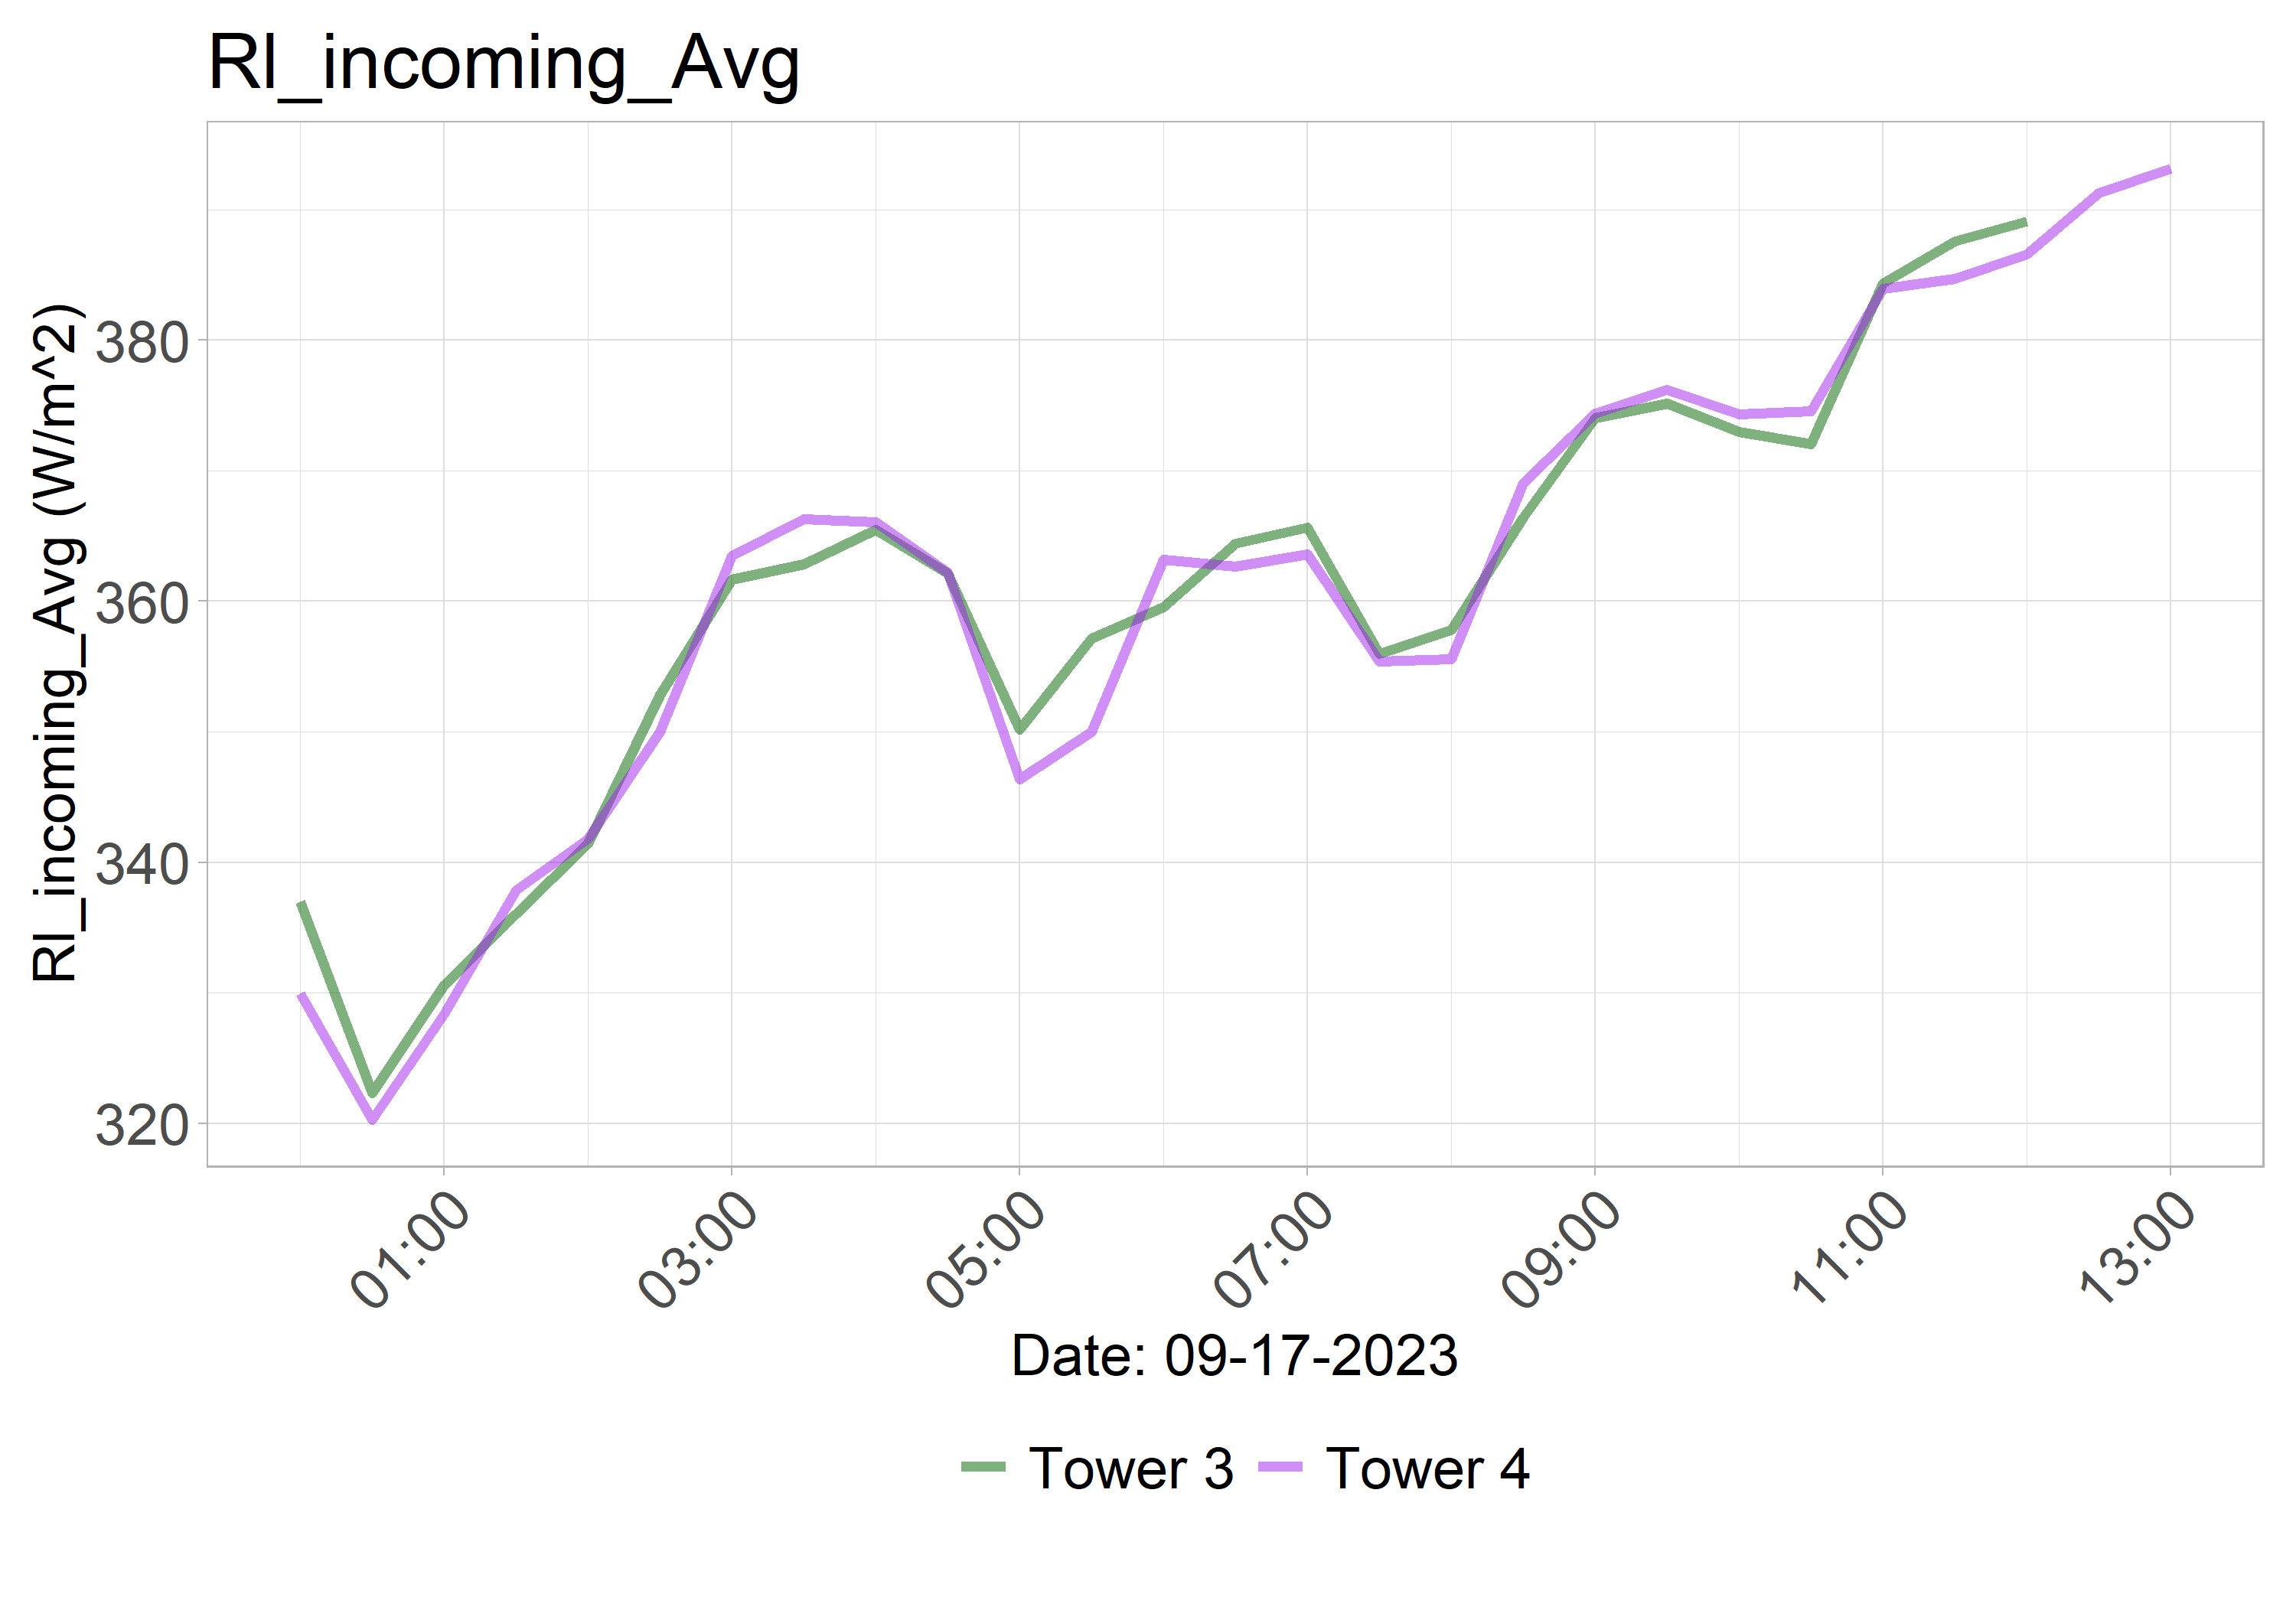 Rl_incoming_Avg
Rl_incoming_Avg (W/m^2)
380
360
340
320
01:00 03:00 05:00 07:00 09:00 11:00 13:00
Date: 09-17-2023
Tower 3 Tower 4